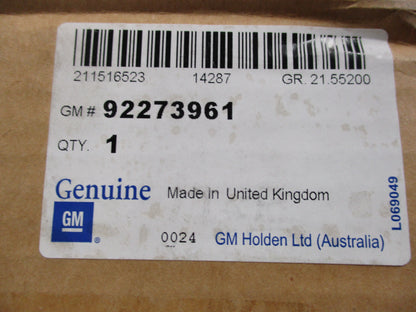 211516523 14287 GR. 21.55200
GM # 92273961
QTY. 1
Genuine Made in United Kingdom
GM ®
0024 GM Holden Ltd (Australia)
L069049